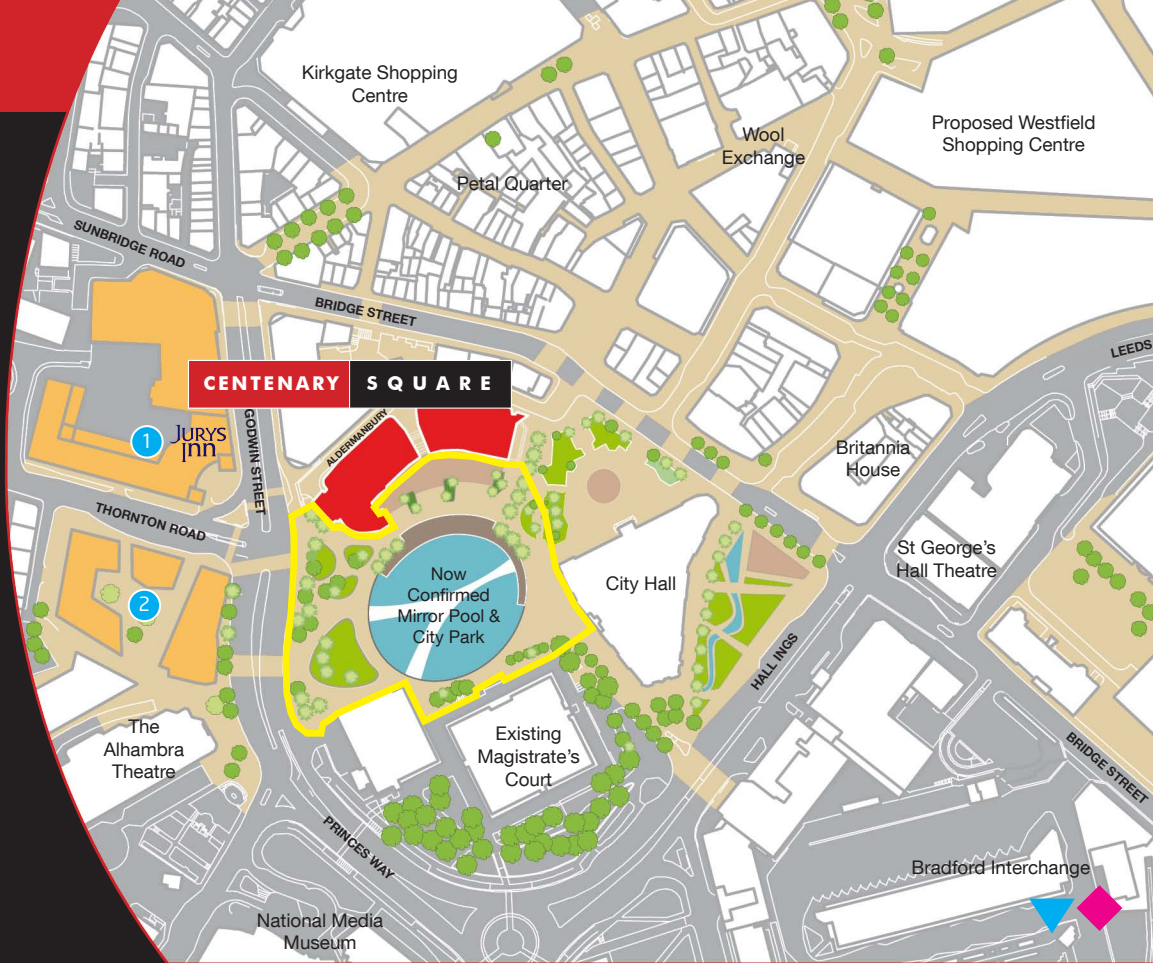 Kirkgate Shopping
Centre
Wool
Exchange
Proposed Westfield
Shopping Centre
Petal Quarter
SUNBRIDGE ROAD
BRIDGE STREET
LEEDS
CENTENARY SQUARE
GODWIN STREET
ALDERMANBURY
1
JURYS
Inn
Britannia
House
THORNTON ROAD
St George's
Hall Theatre
Now
Confirmed
Mirror Pool &
City Park
City Hall
2
HALL INGS
The
Alhambra
Theatre
Existing
Magistrate's
Court
BRIDGE STREET
PRINCES WAY
Bradford Interchange
National Media
Museum